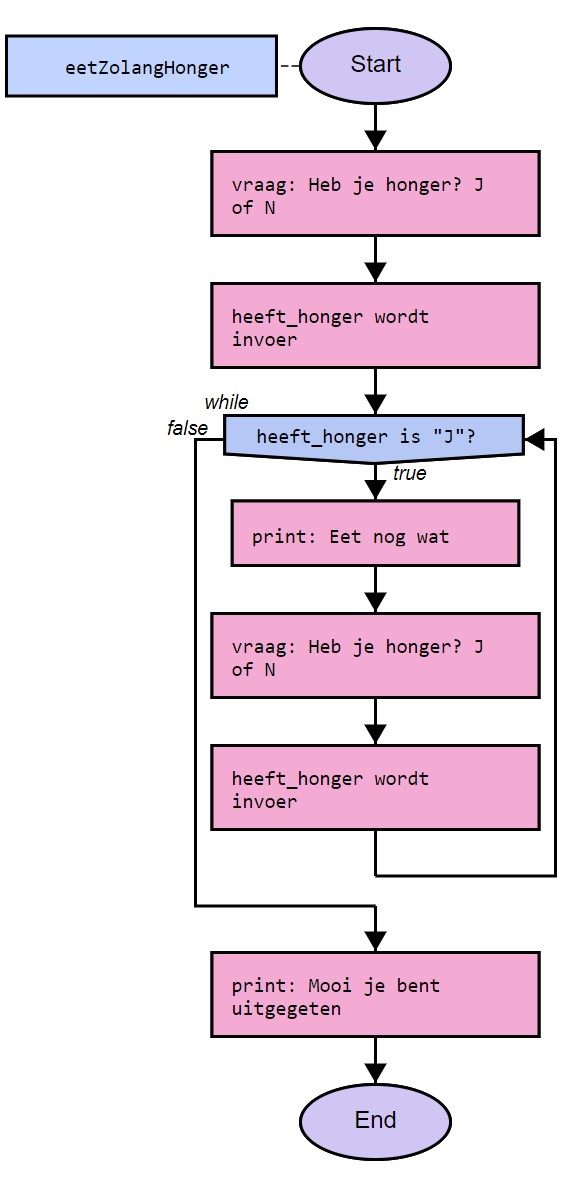 eetZolangHonger
Start
vraag: Heb je honger? J
of N
heeft_honger wordt
invoer
while
false
heeft_honger is "J"?
true
print: Eet nog wat
vraag: Heb je honger? J
of N
heeft_honger wordt
invoer
print: Mooi je bent
uitgegeten
End